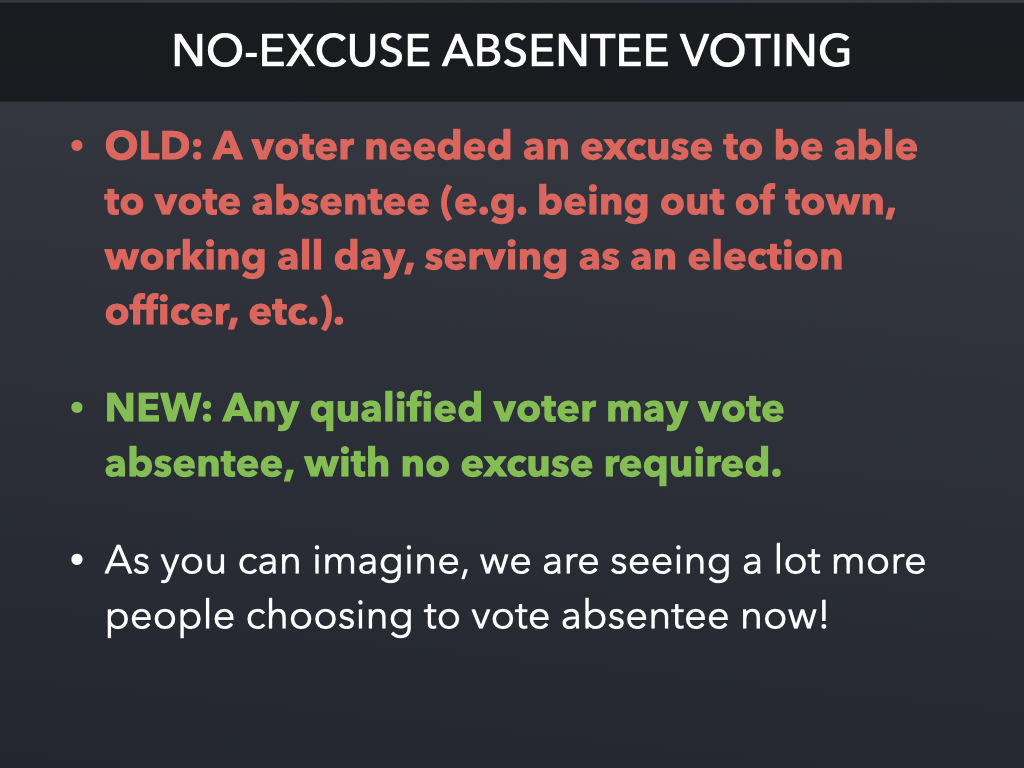 NO-EXCUSE ABSENTEE VOTING
• OLD: A voter needed an excuse to be able
to vote absentee (e.g. being out of town,
working all day, serving as an election
officer, etc.).
• NEW: Any qualified voter may vote
absentee, with no excuse required.
• As you can imagine, we are seeing a lot more
people choosing to vote absentee now!